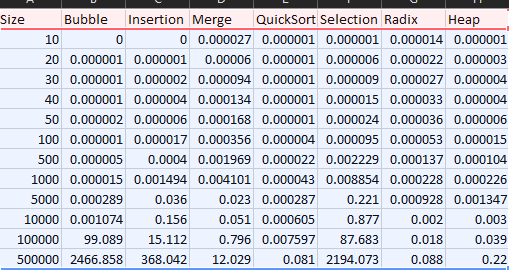 Size Bubble Insertion Merge QuickSort Selection Radix Heap
10 0 0 0.000027 0.000001 0.000001 0.000014 0.000001
20 0.000001 0.000001 0.00006 0.000001 0.000006 0.000022 0.000003
30 0.000001 0.000002 0.000094 0.000001 0.000009 0.000027 0.000004
40 0.000001 0.000004 0.000134 0.000001 0.000015 0.000033 0.000004
50 0.000002 0.000006 0.000168 0.000001 0.000024 0.000036 0.000006
100 0.000001 0.000017 0.000356 0.000004 0.000095 0.000053 0.000015
500 0.000005 0.0004 0.001969 0.000022 0.002229 0.000137 0.000104
1000 0.000015 0.001494 0.004101 0.000043 0.008854 0.000228 0.000226
5000 0.000289 0.036 0.023 0.000287 0.221 0.000928 0.001347
10000 0.001074 0.156 0.051 0.000605 0.877 0.002 0.003
100000 99.089 15.112 0.796 0.007597 87.683 0.018 0.039
500000 2466.858 368.042 12.029 0.081 2194.073 0.088 0.22